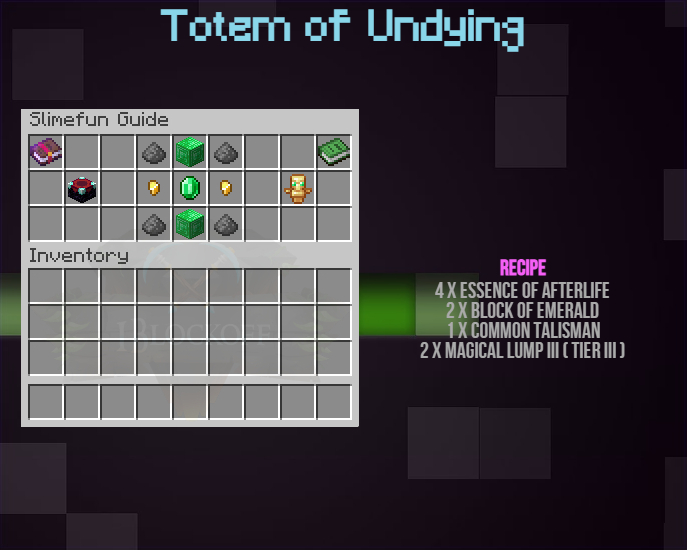 Totem of Undying
Slimefun Guide
Inventory
IBLOCKOFF
RECIPE
4 X ESSENCE OF AFTERLIFE
2 X BLOCK OF EMERALD
1 X COMMON TALISMAN
2 X MAGICAL LUMP III ( TIER III )